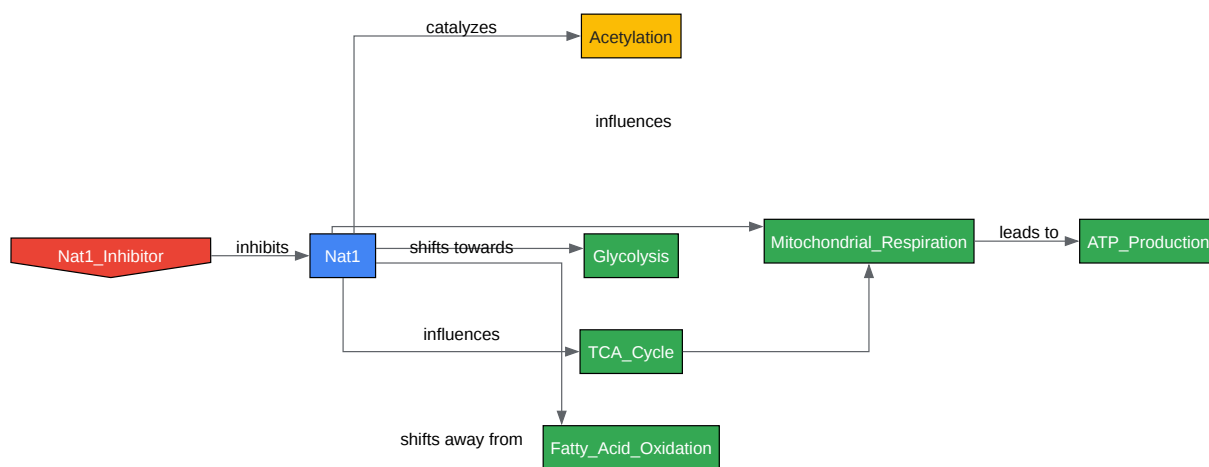 catalyzes
Acetylation
influences
Nat1_Inhibitor
inhibits
Nat1
shifts towards
Glycolysis
Mitochondrial_Respiration
leads to
ATP_Production
influences
TCA_Cycle
shifts away from
Fatty_Acid_Oxidation